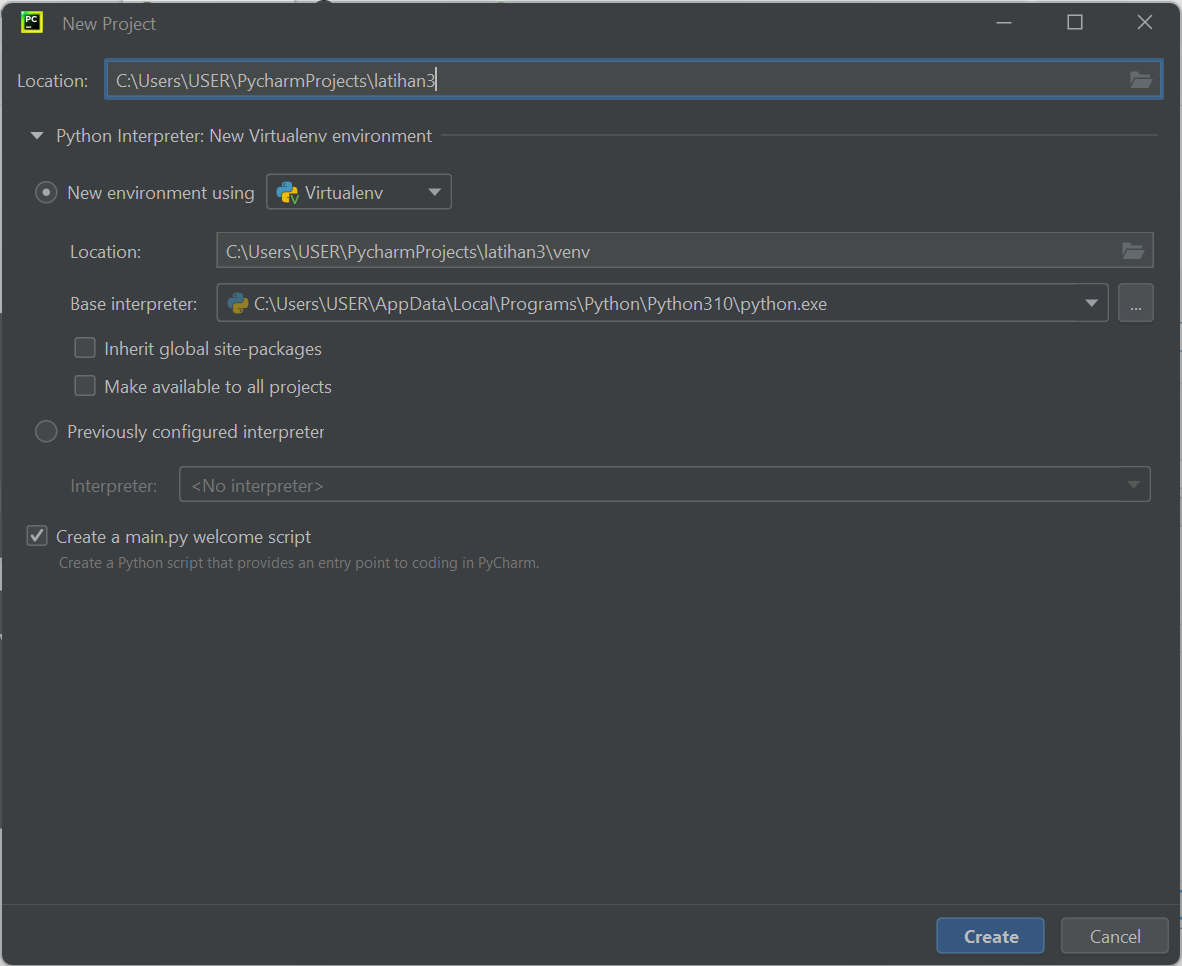 PC
New Project
Location: C:\Users\USER\PycharmProjects\latihan3
Python Interpreter: New Virtualenv environment
New environment using Virtualenv
Location: C:\Users\USER\PycharmProjects\latihan3\venv
Base interpreter: C:\Users\USER\AppData\Local\Programs\Python\Python310\python.exe ...
Inherit global site-packages
Make available to all projects
Previously configured interpreter
Interpreter: <No interpreter>
Create a main.py welcome script
Create a Python script that provides an entry point to coding in PyCharm.
Create Cancel